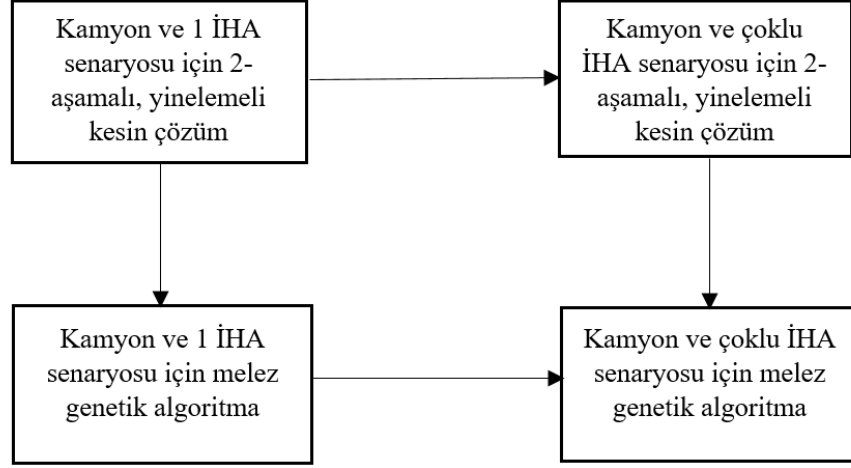 Kamyon ve 1 İHA
senaryosu için 2-
aşamalı, yinelemeli
kesin çözüm
Kamyon ve çoklu
İHA senaryosu için 2-
aşamalı, yinelemeli
kesin çözüm
Kamyon ve 1 İHA
senaryosu için melez
genetik algoritma
Kamyon ve çoklu İHA
senaryosu için melez
genetik algoritma